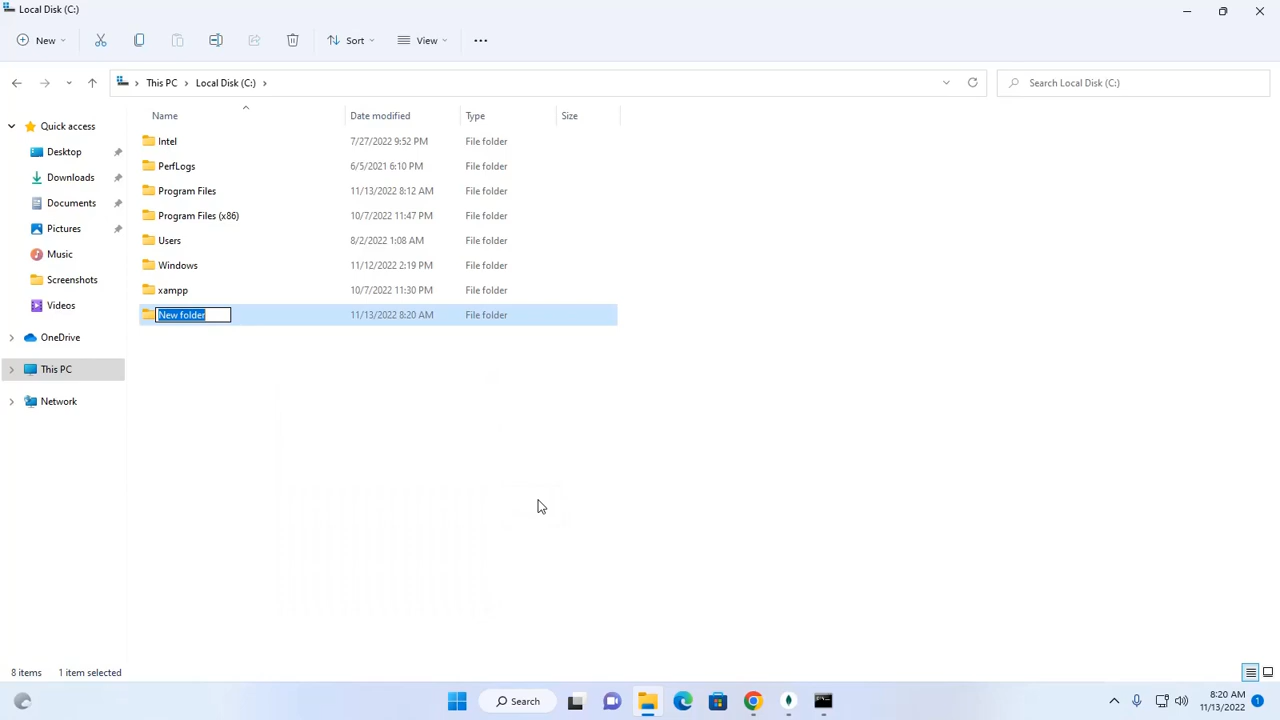 Local Disk (C:)
New Sort View
This PC Local Disk (C:) Search Local Disk (C:)
Name Date modified Type Size
Quick access
Desktop
Downloads
Documents
Pictures
Music
Screenshots
Videos
OneDrive
This PC
Network
Intel 7/27/2022 9:52 PM File folder
PerfLogs 6/5/2021 6:10 PM File folder
Program Files 11/13/2022 8:12 AM File folder
Program Files (x86) 10/7/2022 11:47 PM File folder
Users 8/2/2022 1:08 AM File folder
Windows 11/12/2022 2:19 PM File folder
xampp 10/7/2022 11:30 PM File folder
New folder 11/13/2022 8:20 AM File folder
8 items 1 item selected
Search
8:20 AM
11/13/2022
1